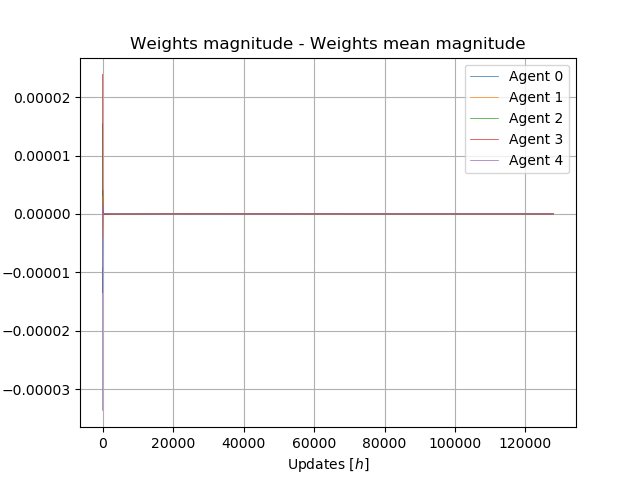 Weights magnitude - Weights mean magnitude
Agent 0
Agent 1
Agent 2
Agent 3
Agent 4
0.00002
0.00001
0.00000
−0.00001
−0.00002
−0.00003
0 20000 40000 60000 80000 100000 120000
Updates [h]